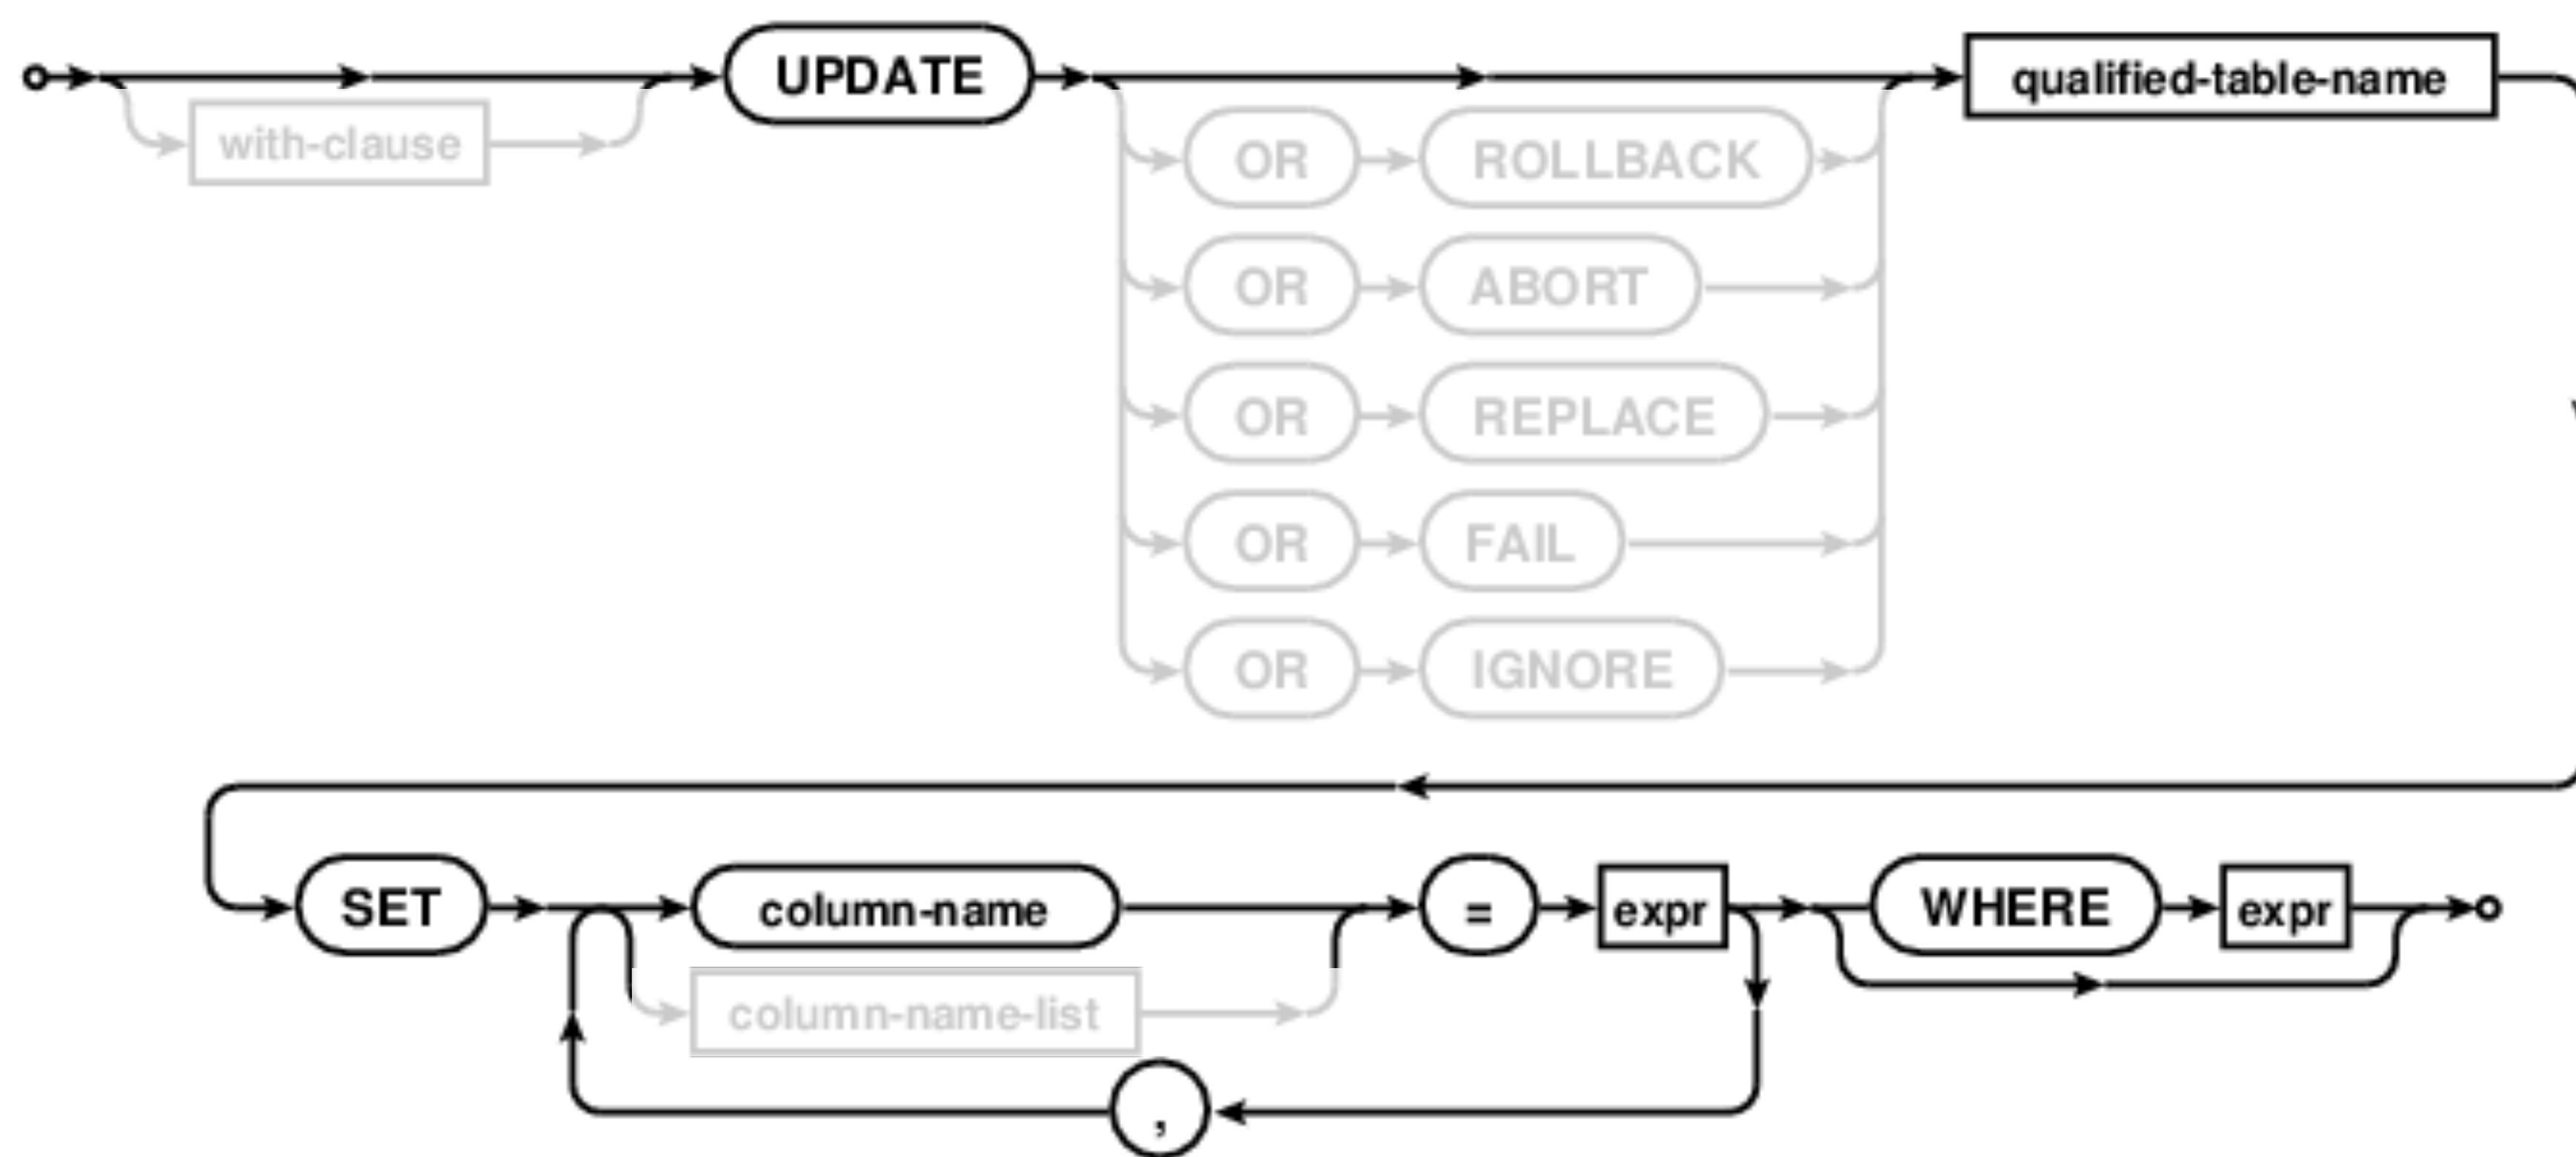 UPDATE qualified-table-name
with-clause OR ROLLBACK
OR ABORT
OR REPLACE
OR FAIL
OR IGNORE
SET column-name = expr WHERE expr
column-name-list
,